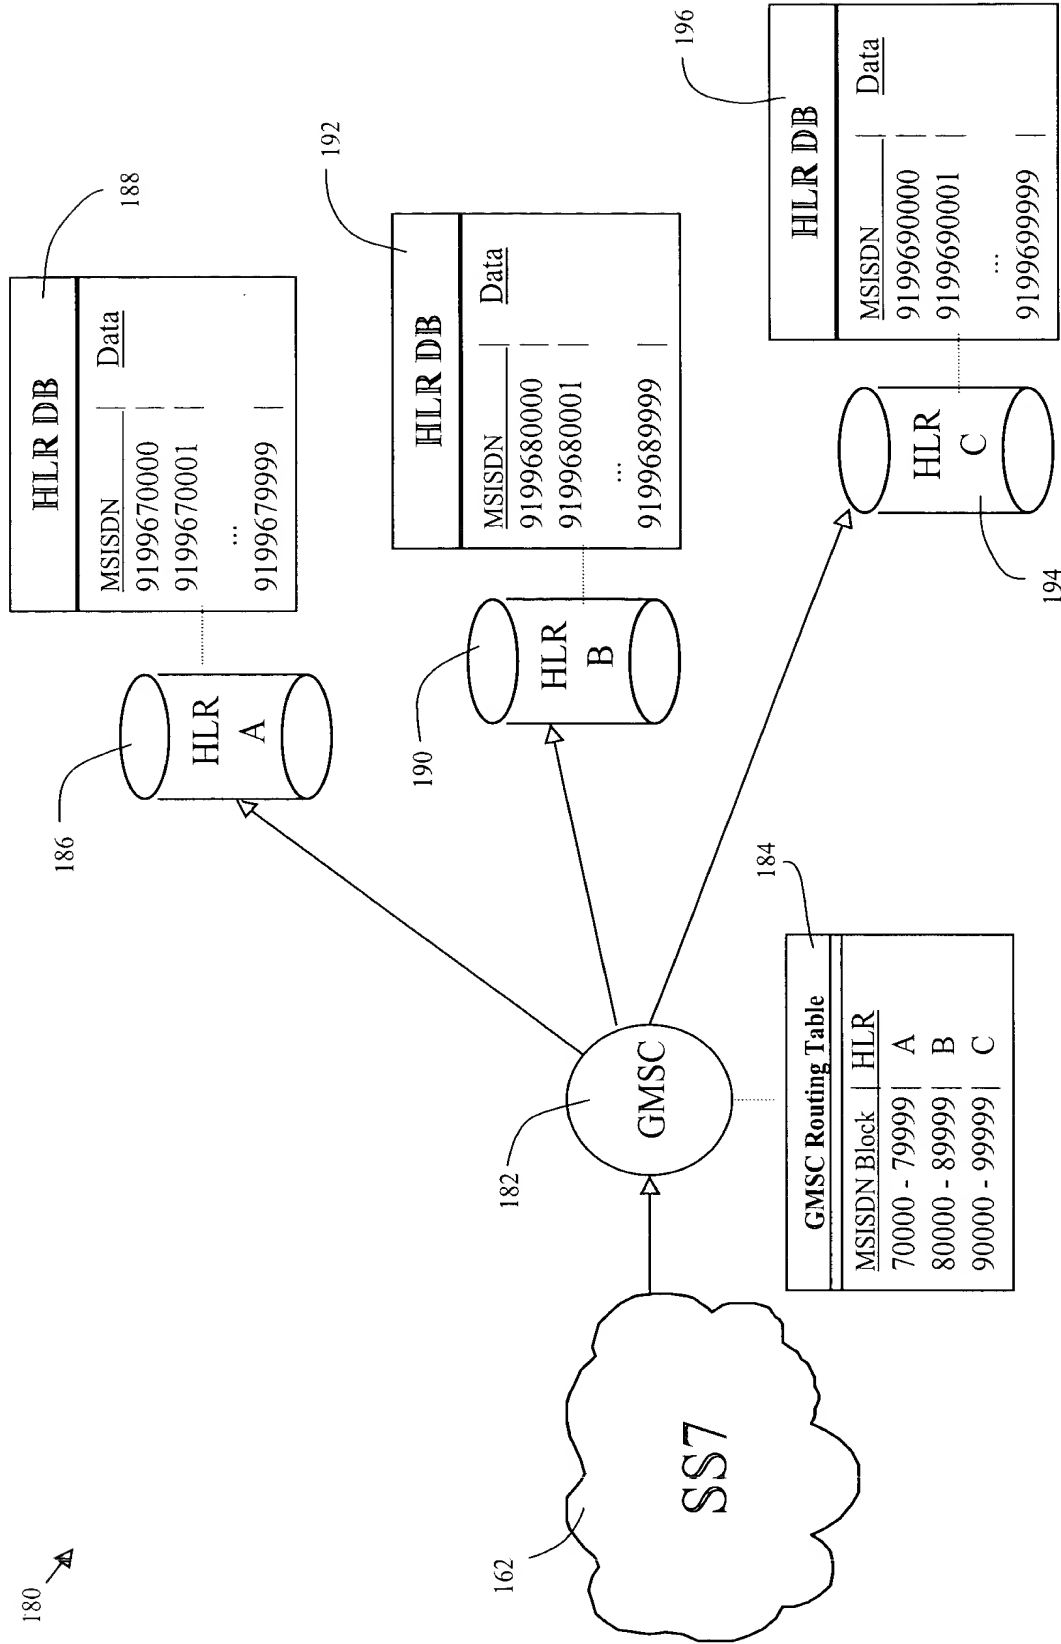 180
162
SS7
182
GMSC
184
GMSC Routing Table
MSISDN Block | HLR
70000 - 79999 | A
80000 - 89999 | B
90000 - 99999 | C
186
HLR
A
188
HLR DB
MSISDN | Data
9199670000 |
9199670001 |
...
9199679999 |
190
HLR
B
192
HLR DB
MSISDN | Data
9199680000 |
9199680001 |
...
9199689999 |
194
HLR
C
196
HLR DB
MSISDN | Data
9199690000 |
9199690001 |
...
9199699999 |